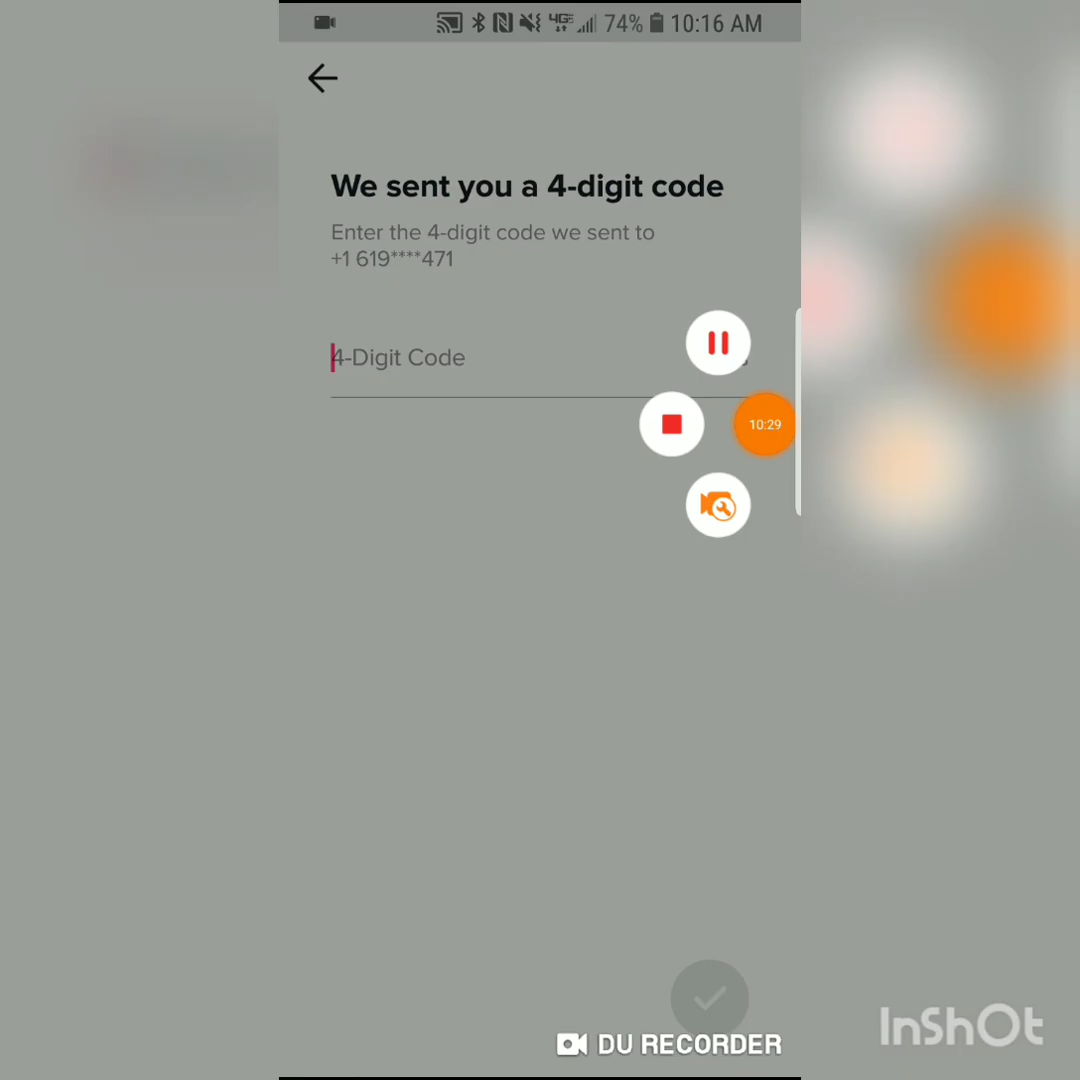 4G 74% 10:16 AM
We sent you a 4-digit code
Enter the 4-digit code we sent to
+1 619****471
4-Digit Code
10:29
DU RECORDER
InShOt